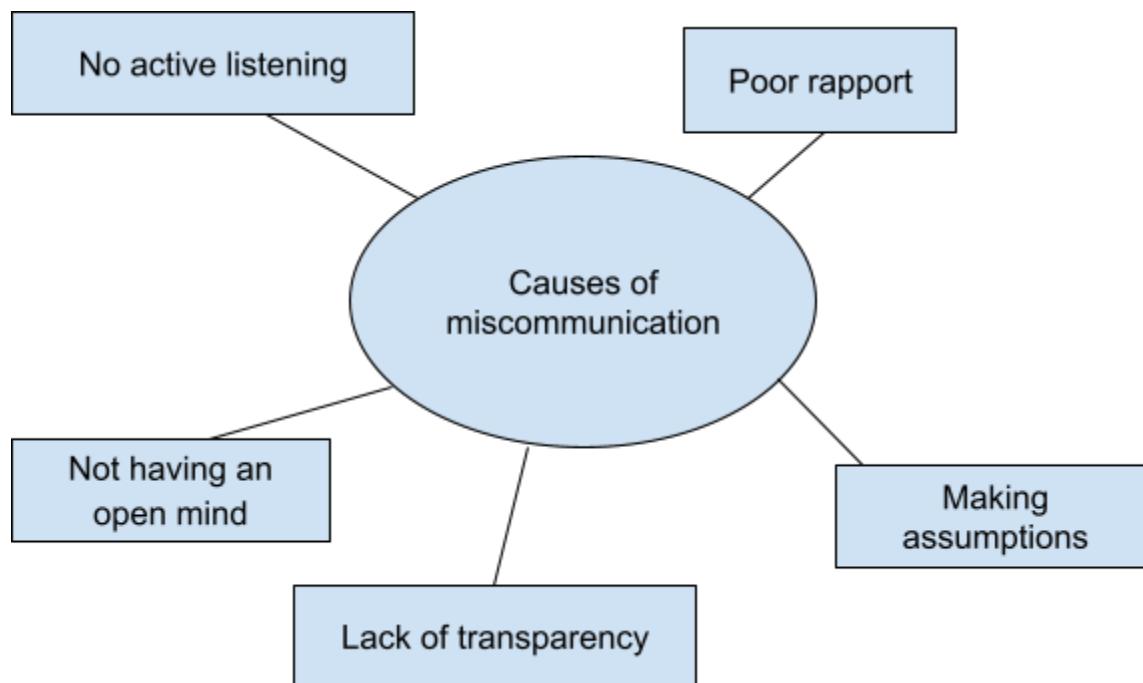 No active listening
Poor rapport
Causes of
miscommunication
Not having an
open mind
Making
assumptions
Lack of transparency